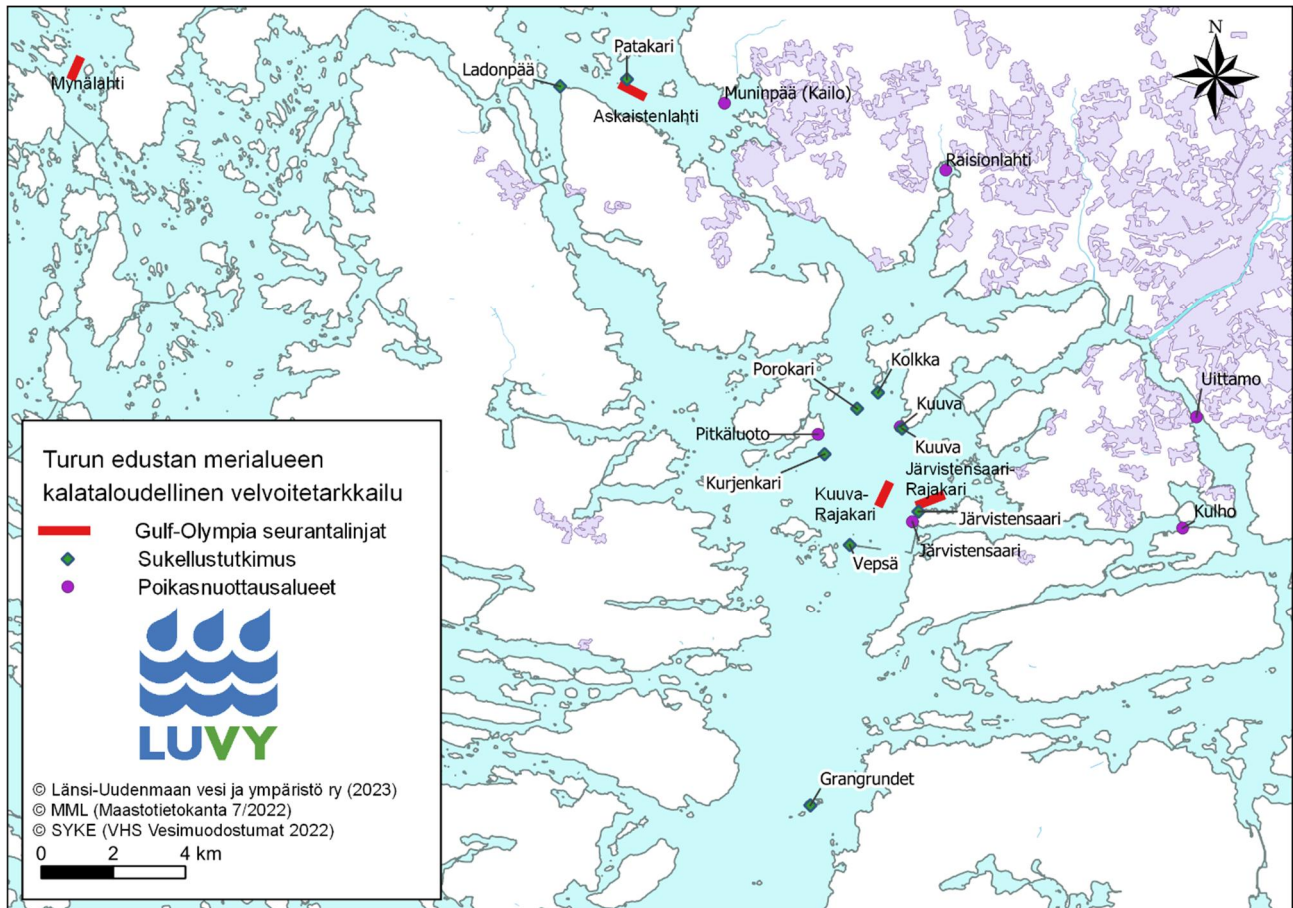 N
Mynälahti
Ladonpää
Patakari
Askaistenlahti
Muninpää (Kailo)
Raisionlahti
Kolkka
Porokari
Kuuva
Uittamo
Pitkäluoto
Kuuva
Kurjenkari
Järvistensaari-
Rajakari
Kuuva-
Rajakari
Järvistensaari
Kulho
Järvistensaari
Vepsä
Grangrundet
Turun edustan merialueen
kalataloudellinen velvoitetarkkailu
Gulf-Olympia seurantalinjat
Sukellustutkimus
Poikasnuottausalueet
LUVY
© Länsi-Uudenmaan vesi ja ympäristö ry (2023)
© MML (Maastotietokanta 7/2022)
© SYKE (VHS Vesimuodostumat 2022)
0 2 4 km